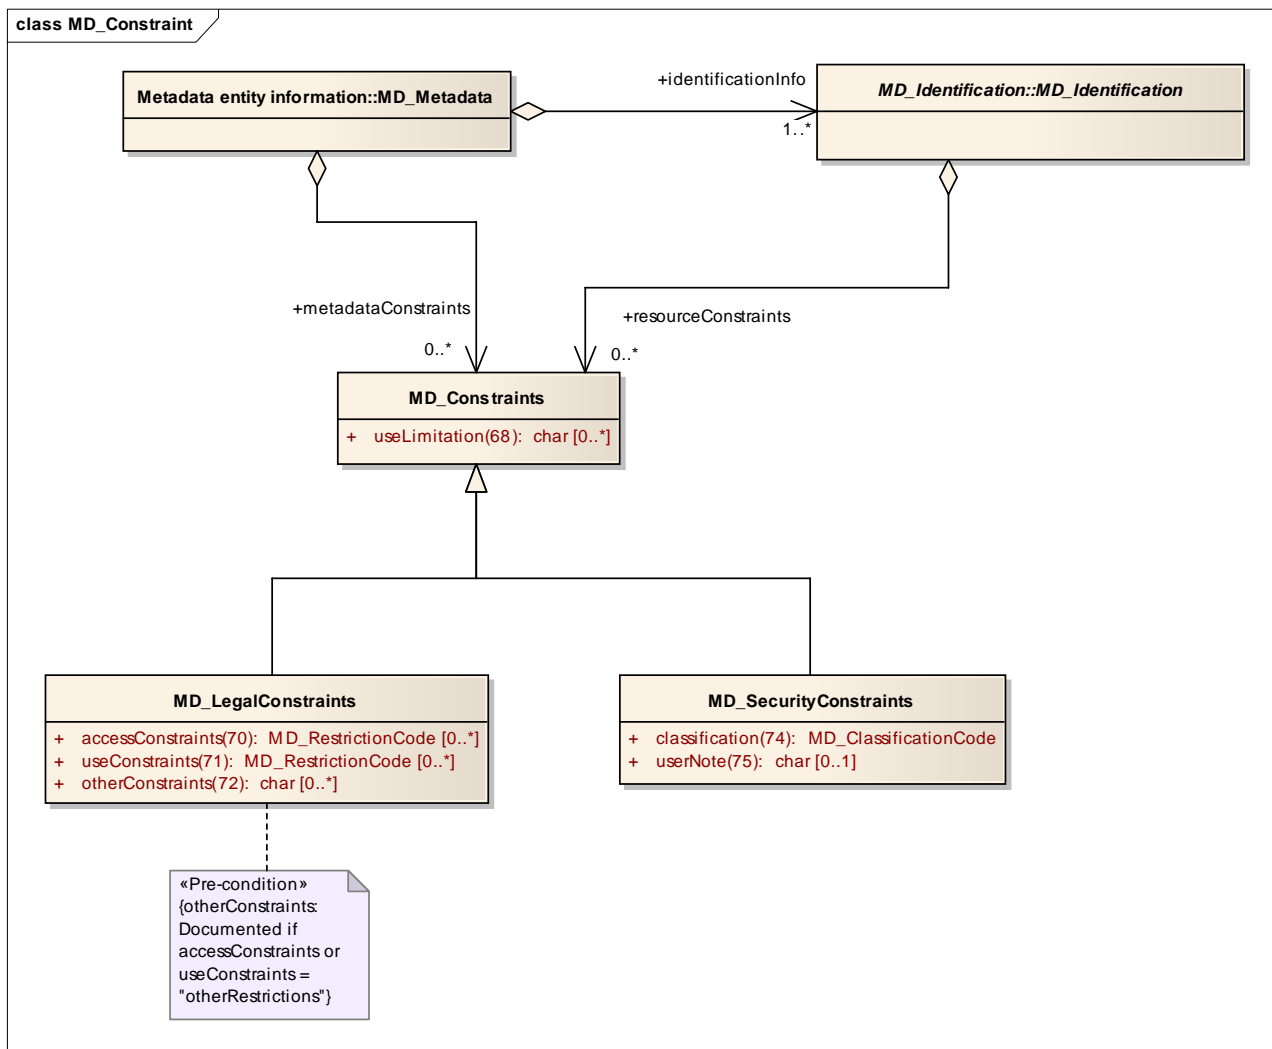 class MD_Constraint
Metadata entity information::MD_Metadata
+identificationInfo
1..*
MD_Identification::MD_Identification
+metadataConstraints
0..*
+resourceConstraints
0..*
MD_Constraints
+ useLimitation(68): char [0..*]
MD_LegalConstraints
+ accessConstraints(70): MD_RestrictionCode [0..*]
+ useConstraints(71): MD_RestrictionCode [0..*]
+ otherConstraints(72): char [0..*]
MD_SecurityConstraints
+ classification(74): MD_ClassificationCode
+ userNote(75): char [0..1]
«Pre-condition»
{otherConstraints:
Documented if
accessConstraints or
useConstraints =
"otherRestrictions"}